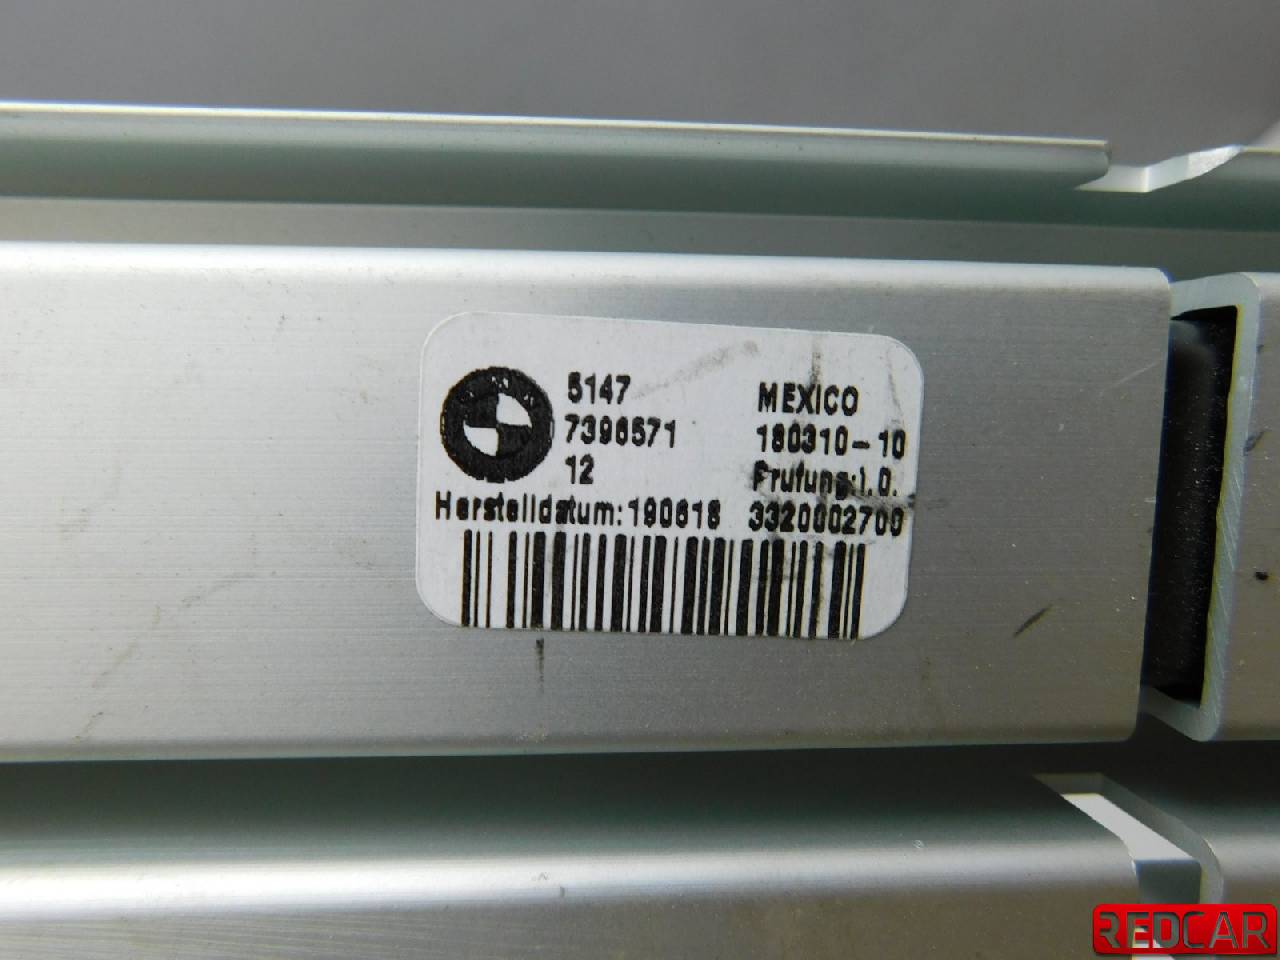 5147
7396571
12
MEXICO
180310-10
Prufung:i.O.
Herstelldatum:190618 3320002700
REDCAR